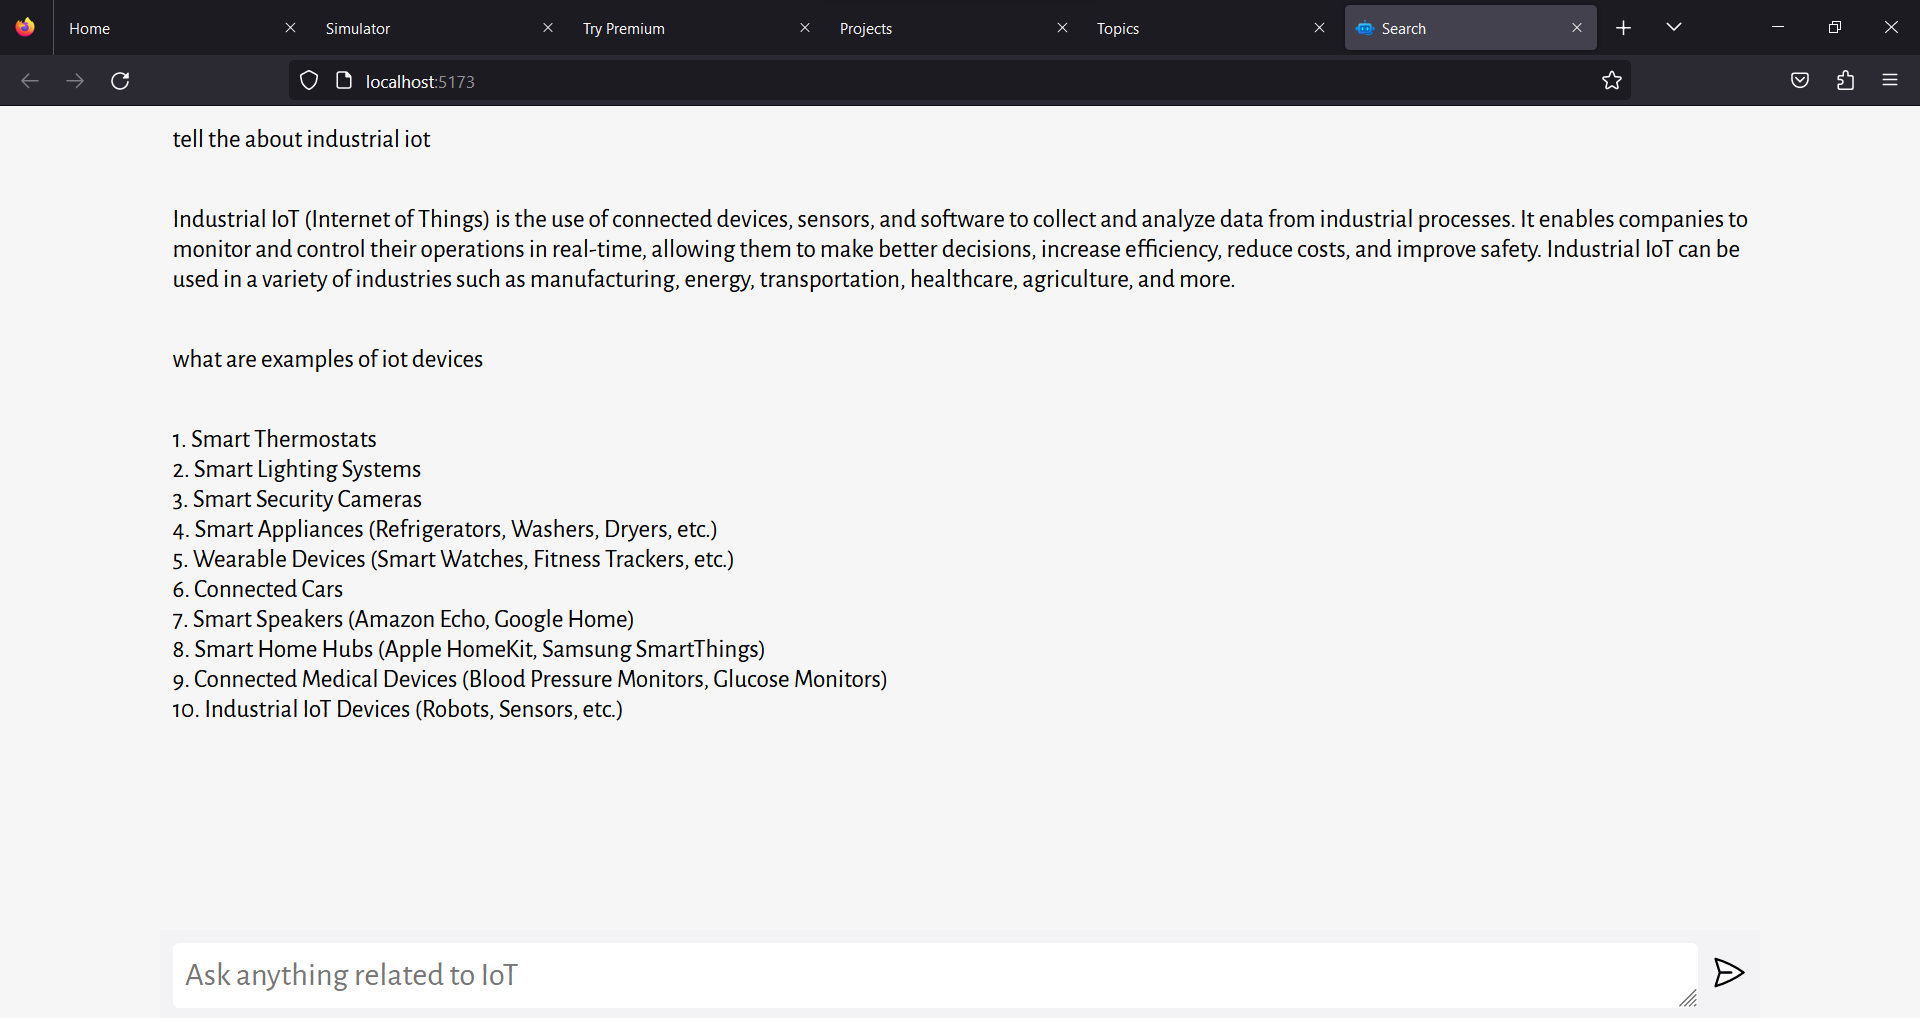 Home
Simulator
Try Premium
Projects
Topics
Search
localhost:5173
tell the about industrial iot
Industrial IoT (Internet of Things) is the use of connected devices, sensors, and software to collect and analyze data from industrial processes. It enables companies to
monitor and control their operations in real-time, allowing them to make better decisions, increase efficiency, reduce costs, and improve safety. Industrial IoT can be
used in a variety of industries such as manufacturing, energy, transportation, healthcare, agriculture, and more.
what are examples of iot devices
1. Smart Thermostats
2. Smart Lighting Systems
3. Smart Security Cameras
4. Smart Appliances (Refrigerators, Washers, Dryers, etc.)
5. Wearable Devices (Smart Watches, Fitness Trackers, etc.)
6. Connected Cars
7. Smart Speakers (Amazon Echo, Google Home)
8. Smart Home Hubs (Apple HomeKit, Samsung SmartThings)
9. Connected Medical Devices (Blood Pressure Monitors, Glucose Monitors)
10. Industrial IoT Devices (Robots, Sensors, etc.)
Ask anything related to IoT